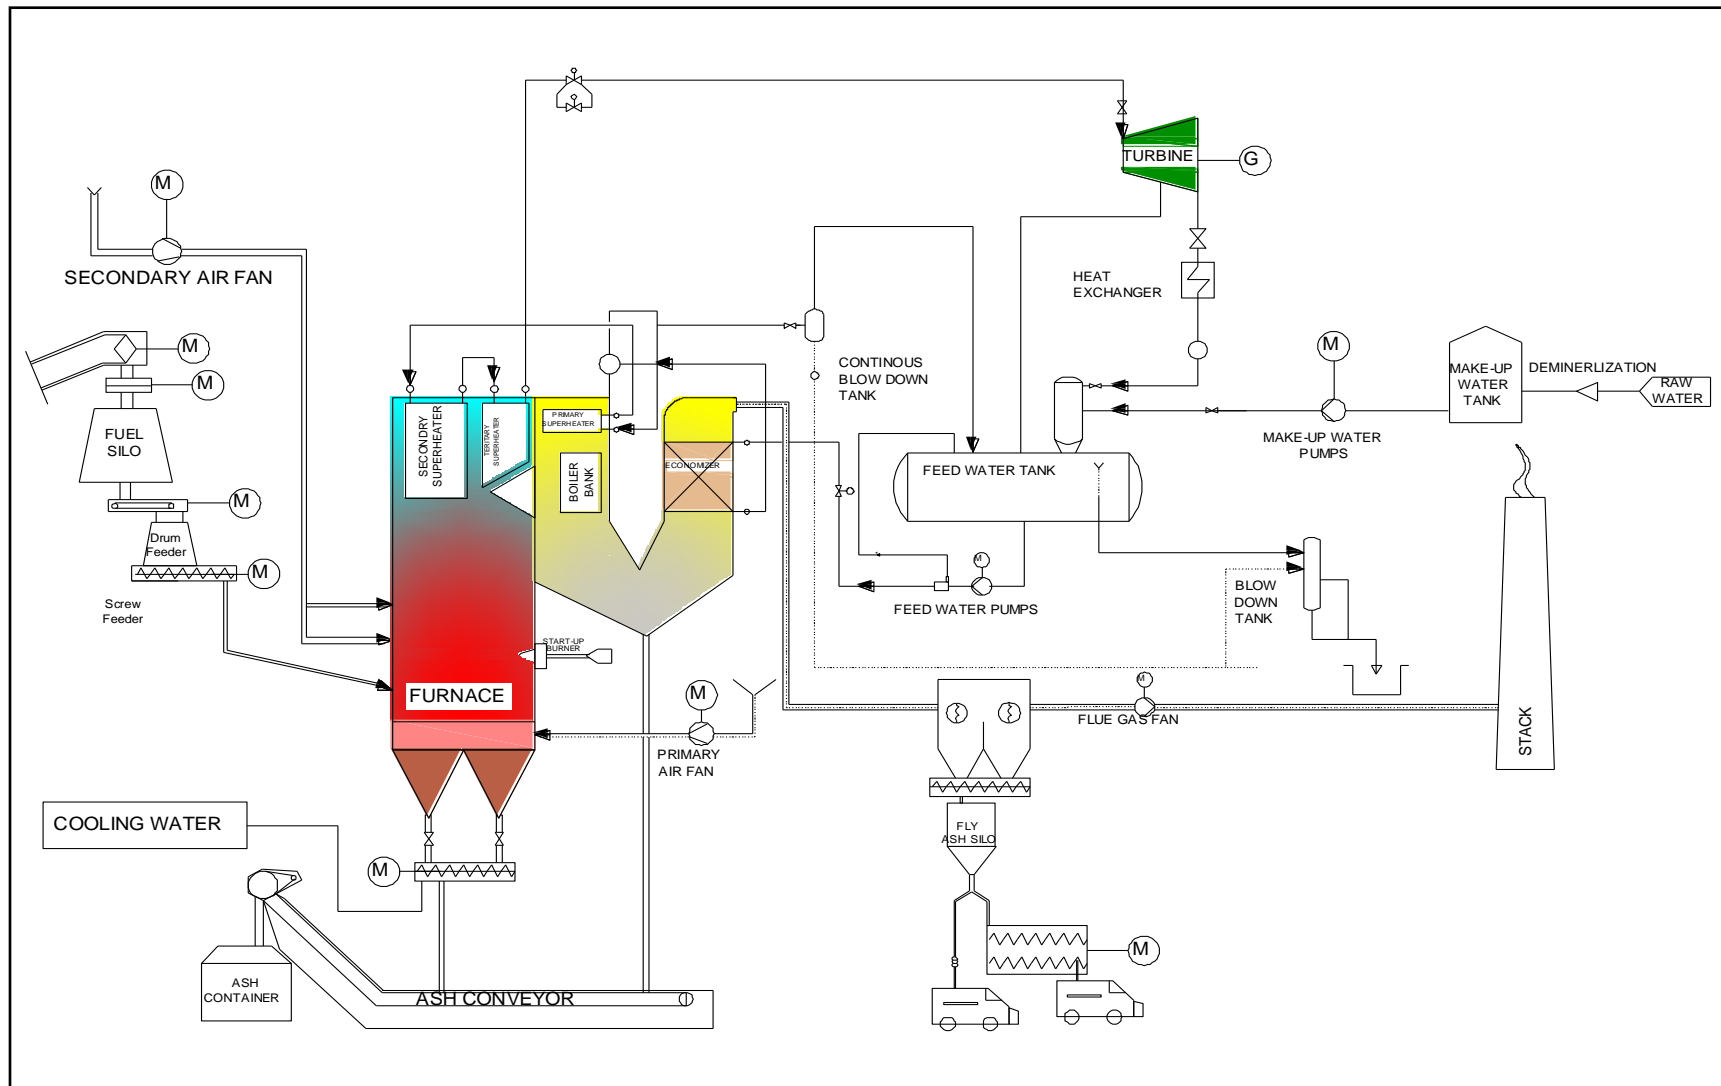 M
TURBINE
G
M
SECONDARY AIR FAN
HEAT
EXCHANGER
M
M
M
CONTINOUS
BLOW DOWN
TANK
MAKE-UP
WATER
TANK
DEMINERLIZATION
RAW
WATER
FUEL
SILO
SECONDRY
SUPERHEATER
TERITARY
SUPERHEATER
PRIMARY
SUPERHEATER
MAKE-UP WATER
PUMPS
BOILER
BANK
ECONOMIZER
FEED WATER TANK
M
Drum
Feeder
M
M
FEED WATER PUMPS
BLOW
DOWN
TANK
Screw
Feeder
START-UP
BURNER
FURNACE
M
M
FLUE GAS FAN
STACK
PRIMARY
AIR FAN
COOLING WATER
FLY
ASH SILO
M
M
ASH
CONTAINER
ASH CONVEYOR